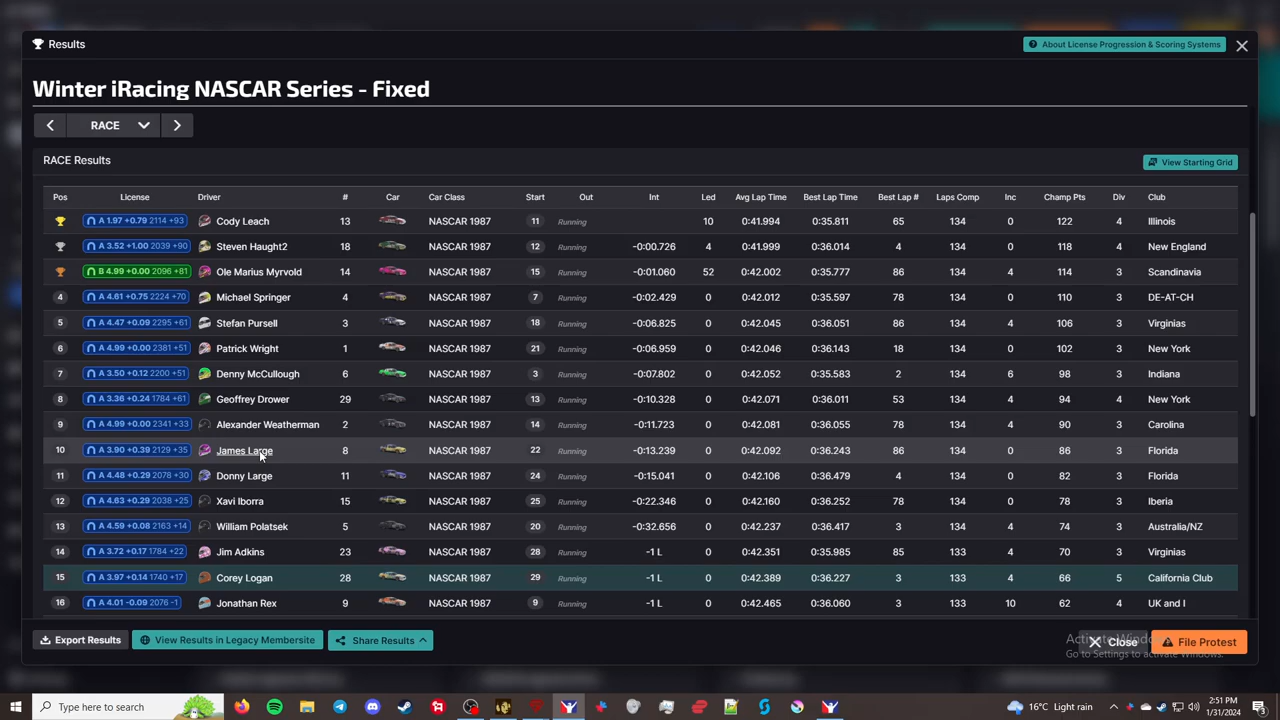 Results
About License Progression & Scoring Systems
Winter iRacing NASCAR Series - Fixed
RACE
RACE Results
View Starting Grid
Pos License Driver # Car Car Class Start Out Int Led Avg Lap Time Best Lap Time Best Lap # Laps Comp Inc Champ Pts Div Club
A 1.97 +0.79 2114 +93 Cody Leach 13 NASCAR 1987 11 Running 10 0:41.994 0:35.811 65 134 0 122 4 Illinois
A 3.52 +1.00 2039 +90 Steven Haught2 18 NASCAR 1987 12 Running -0:00.726 4 0:41.999 0:36.014 4 134 0 118 4 New England
B 4.99 +0.00 2096 +81 Ole Marius Myrvold 14 NASCAR 1987 15 Running -0:01.060 52 0:42.002 0:35.777 86 134 4 114 3 Scandinavia
4 A 4.61 +0.75 2224 +70 Michael Springer 4 NASCAR 1987 7 Running -0:02.429 0 0:42.012 0:35.597 78 134 0 110 3 DE-AT-CH
5 A 4.47 +0.09 2295 +61 Stefan Pursell 3 NASCAR 1987 18 Running -0:06.825 0 0:42.045 0:36.051 86 134 4 106 3 Virginias
6 A 4.99 +0.00 2381 +51 Patrick Wright 1 NASCAR 1987 21 Running -0:06.959 0 0:42.046 0:36.143 18 134 0 102 3 New York
7 A 3.50 +0.12 2200 +51 Denny McCullough 6 NASCAR 1987 3 Running -0:07.802 0 0:42.052 0:35.583 2 134 6 98 3 Indiana
8 A 3.36 +0.24 1784 +61 Geoffrey Drower 29 NASCAR 1987 13 Running -0:10.328 0 0:42.071 0:36.207 53 134 4 94 4 New York
9 A 4.99 +0.00 2341 +33 Alexander Weatherman 2 NASCAR 1987 14 Running -0:11.723 0 0:42.081 0:36.055 78 134 4 90 3 Carolina
10 A 3.90 +0.39 2129 +35 James Large 8 NASCAR 1987 22 Running -0:13.239 0 0:42.092 0:36.243 86 134 0 86 3 Florida
11 A 4.48 +0.29 2078 +30 Donny Large 11 NASCAR 1987 24 Running -0:15.041 0 0:42.106 0:36.479 4 134 0 82 3 Florida
12 A 4.63 +0.29 2038 +25 Xavi Iborra 15 NASCAR 1987 25 Running -0:22.346 0 0:42.160 0:36.252 78 134 0 78 3 Iberia
13 A 4.59 +0.08 2163 +14 William Polatsek 5 NASCAR 1987 20 Running -0:32.656 0 0:42.237 0:36.417 3 134 4 74 3 Australia/NZ
14 A 3.72 +0.17 1784 +22 Jim Adkins 23 NASCAR 1987 28 Running -1 L 0 0:42.351 0:35.985 85 134 4 70 3 Virginias
15 A 3.97 +0.14 1740 +17 Corey Logan 28 NASCAR 1987 29 Running -1 L 0 0:42.389 0:36.227 3 133 4 66 5 California Club
16 A 4.01 -0.09 2076 -1 Jonathan Rex 9 NASCAR 1987 9 Running -1 L 0 0:42.465 0:36.060 3 133 10 62 4 UK and I
Export Results View Results in Legacy Membersite Share Results Close File Protest
Activate Windows
Go to Settings to activate Windows.
Type here to search 16°C Light rain 2:51 PM
1/31/2024